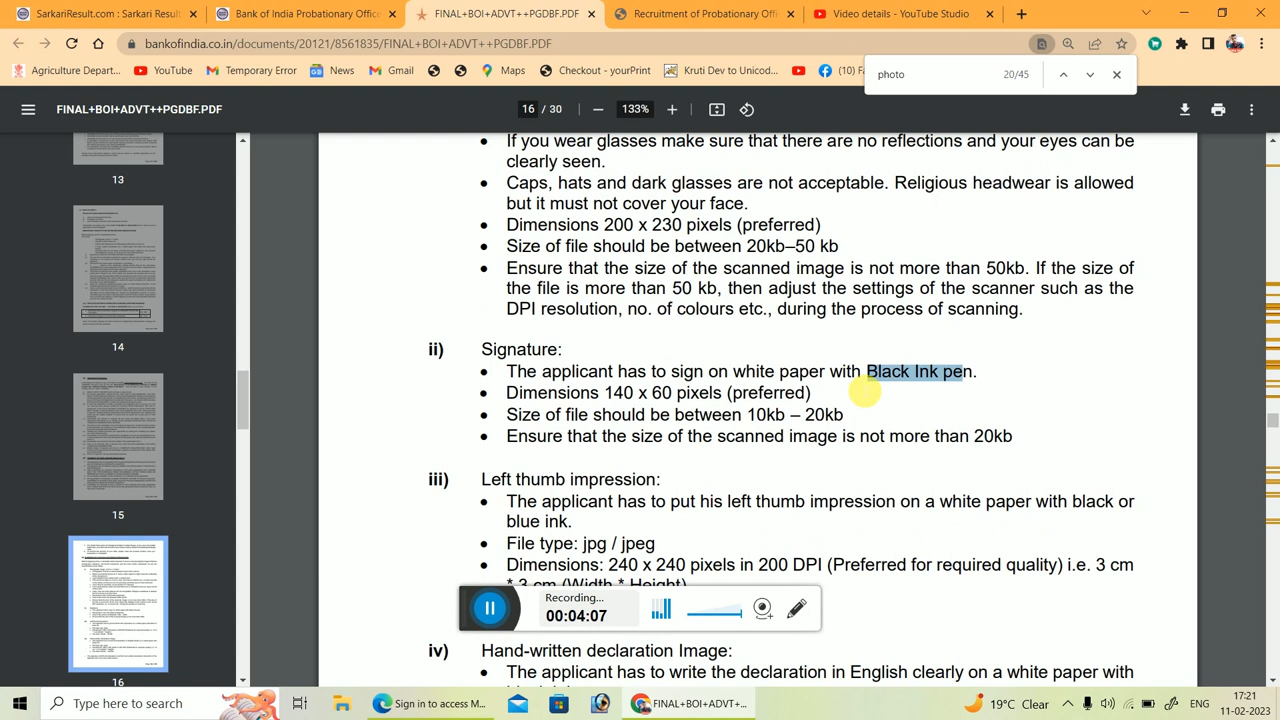 (4) SarkariResult.com : Sarkari Result
Bank of India Probationary Office
FINAL+BOI+ADVT++PGDBF.PDF
Recruitment of Probationary Offi
Video details - YouTube Studio
bankofindia.co.in/documents/20121/8561835/FINAL+BOI+ADVT++PGDBF.PDF
Agriculture Depart...
YouTube
Temporary Error
News
Gmail
Maps
Checkout - yourPrint
Kruti Dev to Unicod...
(10) Fa
photo
20/45
FINAL+BOI+ADVT++PGDBF.PDF
16 / 30
133%
13
14
15
16
If you wear glasses make sure that there are no reflections and your eyes can be
clearly seen.
Caps, hats and dark glasses are not acceptable. Religious headwear is allowed
but it must not cover your face.
Dimensions 200 x 230 pixels (preferred)
Size of file should be between 20kb–50 kb
Ensure that the size of the scanned image is not more than 50kb. If the size of
the file is more than 50 kb, then adjust the settings of the scanner such as the
DPI resolution, no. of colours etc., during the process of scanning.
ii) Signature:
The applicant has to sign on white paper with Black Ink pen.
Dimensions 140 x 60 pixels (preferred)
Size of file should be between 10kb – 20kb
Ensure that the size of the scanned image is not more than 20kb
iii) Left thumb impression:
The applicant has to put his left thumb impression on a white paper with black or
blue ink.
File type: jpg / jpeg
Dimensions: 240 x 240 pixels in 200 DPI (Preferred for required quality) i.e. 3 cm
* 3 cm (Width * Height)
ecording...
00:04:07
iv) Hand-written declaration Image:
The applicant has to write the declaration in English clearly on a white paper with
Type here to search
Sign in to access M...
FINAL+BOI+ADVT+...
19°C Clear
ENG
17:21
11-02-2023